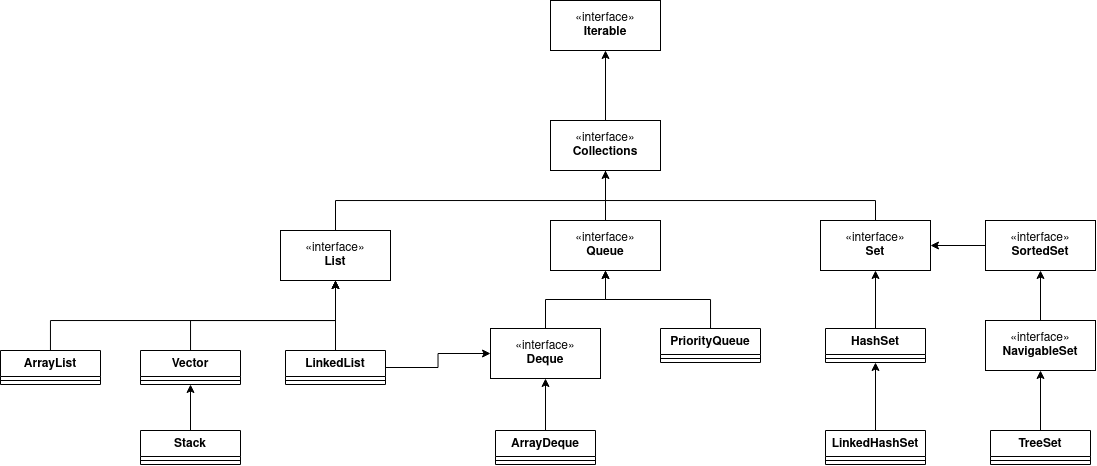 «interface»
Iterable
«interface»
Collections
«interface»
List
«interface»
Queue
«interface»
Set
«interface»
SortedSet
ArrayList
Vector
LinkedList
«interface»
Deque
PriorityQueue
HashSet
«interface»
NavigableSet
Stack
ArrayDeque
LinkedHashSet
TreeSet